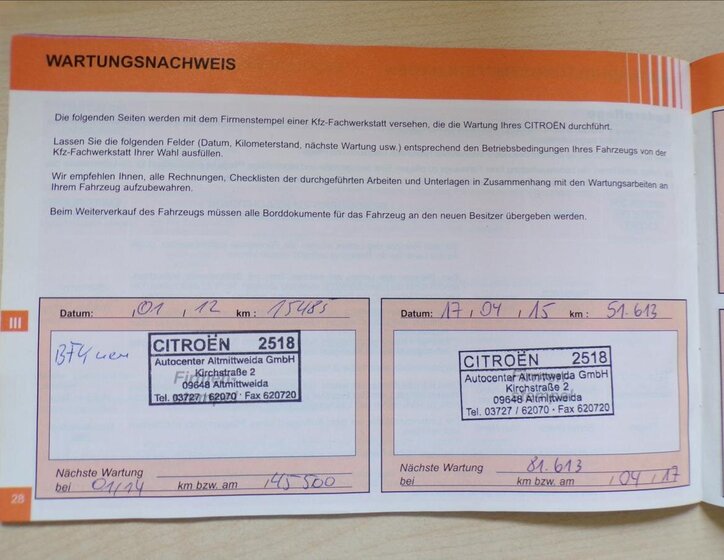 WARTUNGSNACHWEIS
Die folgenden Seiten werden mit dem Firmenstempel einer Kfz-Fachwerkstatt versehen, die die Wartung Ihres CITROËN durchführt.
Lassen Sie die folgenden Felder (Datum, Kilometerstand, nächste Wartung usw.) entsprechend den Betriebsbedingungen Ihres Fahrzeugs von der
Kfz-Fachwerkstatt Ihrer Wahl ausfüllen.
Wir empfehlen Ihnen, alle Rechnungen, Checklisten der durchgeführten Arbeiten und Unterlagen in Zusammenhang mit den Wartungsarbeiten an
Ihrem Fahrzeug aufzubewahren.
Beim Weiterverkauf des Fahrzeugs müssen alle Borddokumente für das Fahrzeug an den neuen Besitzer übergeben werden.
III
Datum: , 01 , 12 km : 15485
BFK neu
CITROËN 2518
Autocenter Altmittweida GmbH
Kirchstraße 2
09648 Altmittweida
Tel. 03727 / 62070 · Fax 620720
Nächste Wartung
bei 01/14 km bzw. am 45500
Datum: 17 , 04 , 15 km : 51.613
CITROËN 2518
Autocenter Altmittweida GmbH
Kirchstraße 2
09648 Altmittweida
Tel. 03727 / 62070 · Fax 620720
Nächste Wartung 81.613
bei km bzw. am , 04 , 17
28